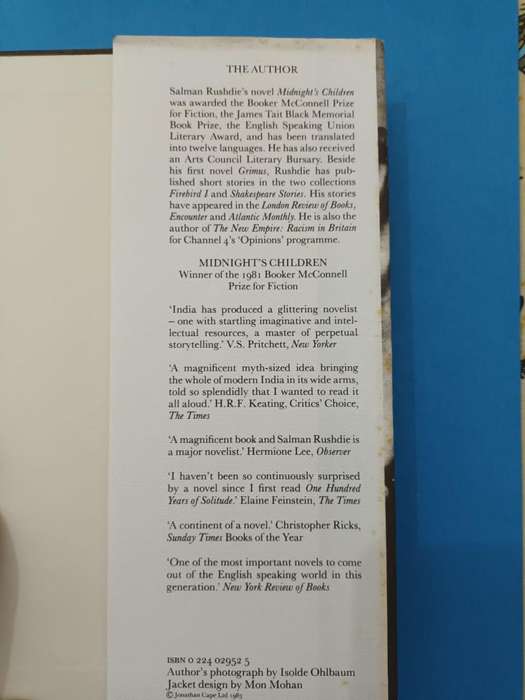 THE AUTHOR
Salman Rushdie's novel Midnight's Children
was awarded the Booker McConnell Prize
for Fiction, the James Tait Black Memorial
Book Prize, the English Speaking Union
Literary Award, and has been translated
into twelve languages. He has also received
an Arts Council Literary Bursary. Beside
his first novel Grimus, Rushdie has pub-
lished short stories in the two collections
Firebird I and Shakespeare Stories. His stories
have appeared in the London Review of Books,
Encounter and Atlantic Monthly. He is also the
author of The New Empire: Racism in Britain
for Channel 4's 'Opinions' programme.
MIDNIGHT'S CHILDREN
Winner of the 1981 Booker McConnell
Prize for Fiction
'India has produced a glittering novelist
– one with startling imaginative and intel-
lectual resources, a master of perpetual
storytelling.' V.S. Pritchett, New Yorker
'A magnificent myth-sized idea bringing
the whole of modern India in its wide arms,
told so splendidly that I wanted to read it
all aloud.' H.R.F. Keating, Critics' Choice,
The Times
'A magnificent book and Salman Rushdie is
a major novelist.' Hermione Lee, Observer
'I haven't been so continuously surprised
by a novel since I first read One Hundred
Years of Solitude.' Elaine Feinstein, The Times
'A continent of a novel.' Christopher Ricks,
Sunday Times Books of the Year
'One of the most important novels to come
out of the English speaking world in this
generation.' New York Review of Books
ISBN 0 224 02952 5
Author's photograph by Isolde Ohlbaum
Jacket design by Mon Mohan
© Jonathan Cape Ltd 1983